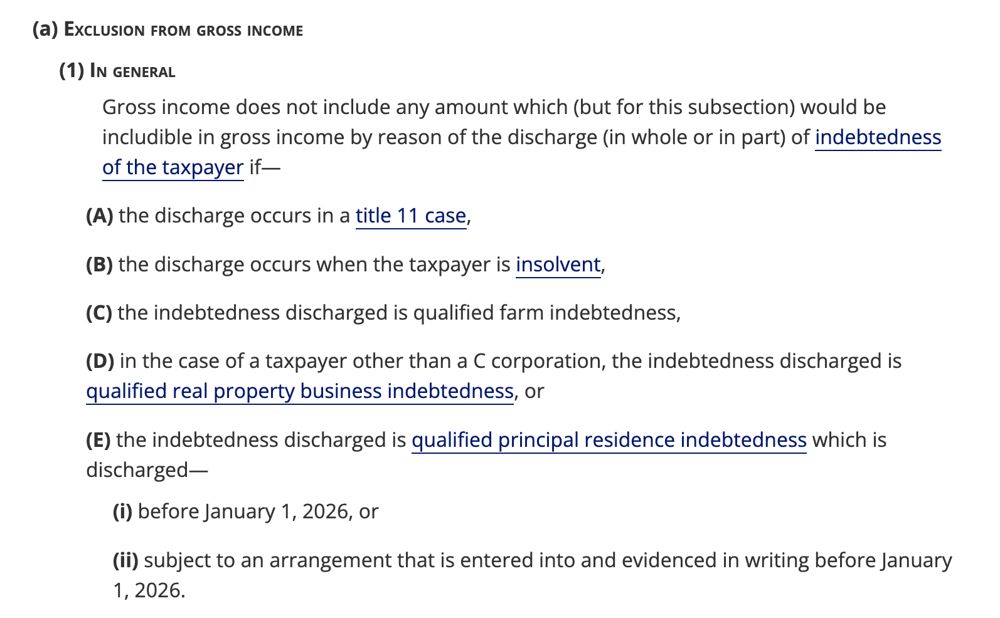 (a) Exclusion from gross income
(1) In general
Gross income does not include any amount which (but for this subsection) would be
includible in gross income by reason of the discharge (in whole or in part) of indebtedness
of the taxpayer if—
(A) the discharge occurs in a title 11 case,
(B) the discharge occurs when the taxpayer is insolvent,
(C) the indebtedness discharged is qualified farm indebtedness,
(D) in the case of a taxpayer other than a C corporation, the indebtedness discharged is
qualified real property business indebtedness, or
(E) the indebtedness discharged is qualified principal residence indebtedness which is
discharged—
(i) before January 1, 2026, or
(ii) subject to an arrangement that is entered into and evidenced in writing before January
1, 2026.